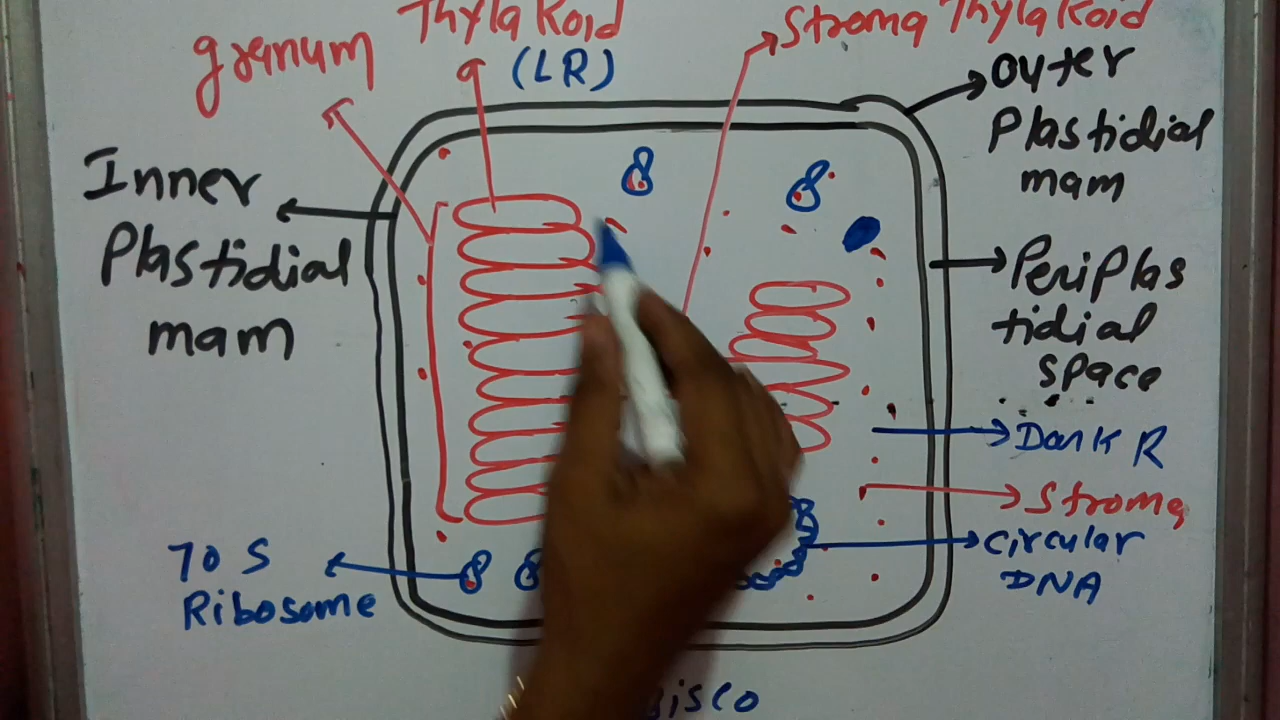 Thylakoid
(LR)
Stroma Thylakoid
granum
Outer
Plastidial
mam
Inner
Plastidial
mam
Periplas
tidial
space
Dark R
Stroma
Circular
DNA
70 S
Ribosome